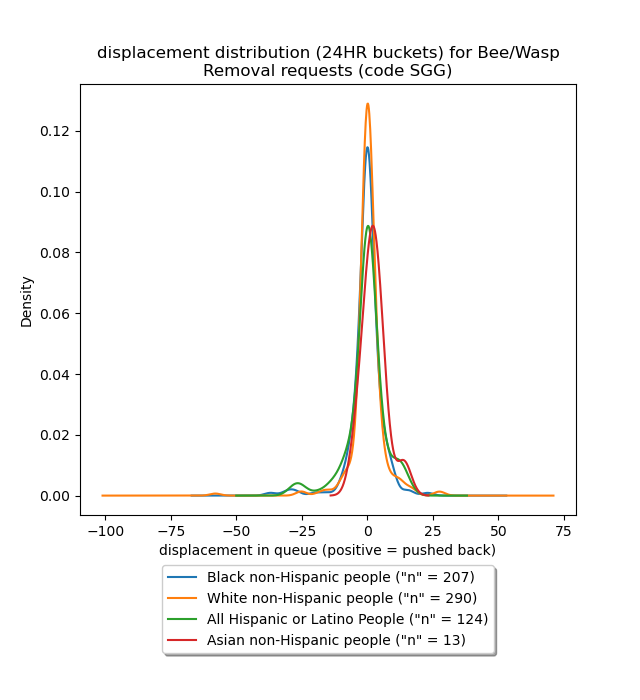 displacement distribution (24HR buckets) for Bee/Wasp
Removal requests (code SGG)
0.12
0.10
0.08
0.06
0.04
0.02
0.00
Density
−100 −75 −50 −25 0 25 50 75
displacement in queue (positive = pushed back)
Black non-Hispanic people ("n" = 207)
White non-Hispanic people ("n" = 290)
All Hispanic or Latino People ("n" = 124)
Asian non-Hispanic people ("n" = 13)